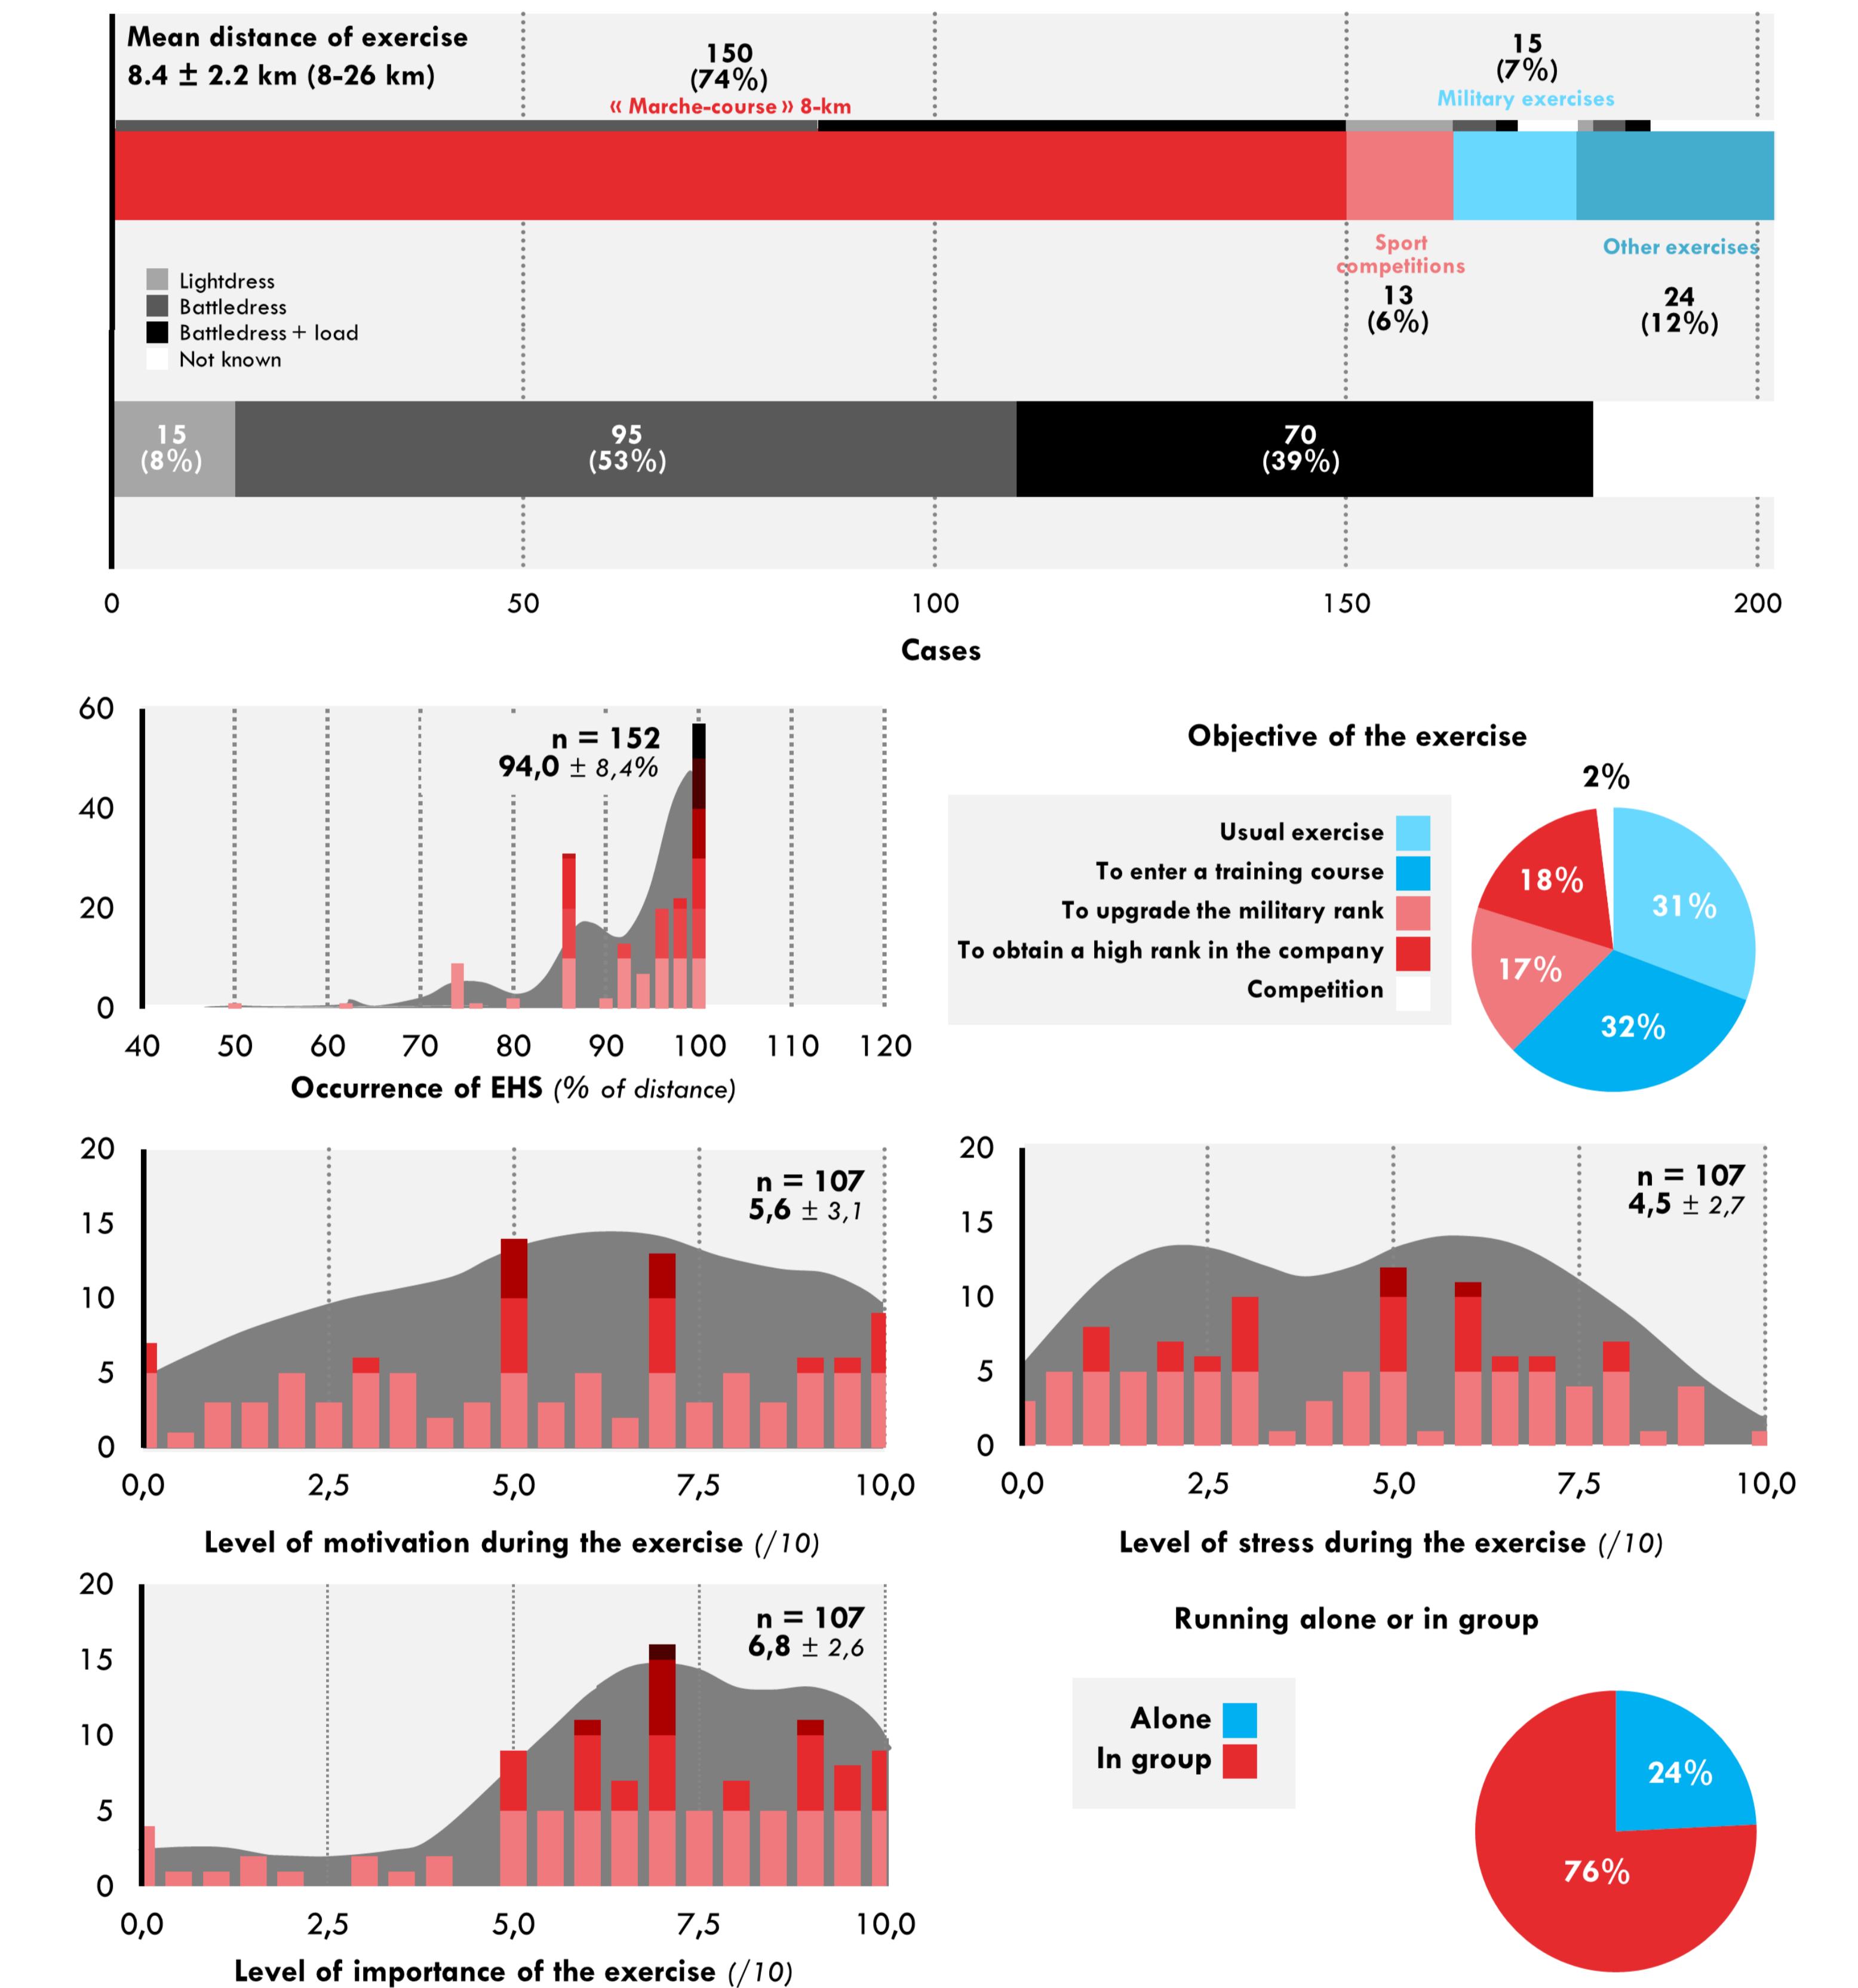 Mean distance of exercise
8.4 ± 2.2 km (8-26 km)
150
(74%)
« Marche-course » 8-km
15
(7%)
Military exercises
Sport
competitions
13
(6%)
Other exercises
24
(12%)
Lightdress
Battledress
Battledress + load
Not known
15
(8%)
95
(53%)
70
(39%)
0 50 100 150 200
Cases
60
40
20
0
n = 152
94,0 ± 8,4%
40 50 60 70 80 90 100 110 120
Occurrence of EHS (% of distance)
Objective of the exercise
Usual exercise
To enter a training course
To upgrade the military rank
To obtain a high rank in the company
Competition
2%
18%
31%
17%
32%
20
15
10
5
0
n = 107
5,6 ± 3,1
0,0 2,5 5,0 7,5 10,0
Level of motivation during the exercise (/10)
20
15
10
5
0
n = 107
4,5 ± 2,7
0,0 2,5 5,0 7,5 10,0
Level of stress during the exercise (/10)
20
15
10
5
0
n = 107
6,8 ± 2,6
0,0 2,5 5,0 7,5 10,0
Level of importance of the exercise (/10)
Running alone or in group
Alone
In group
24%
76%